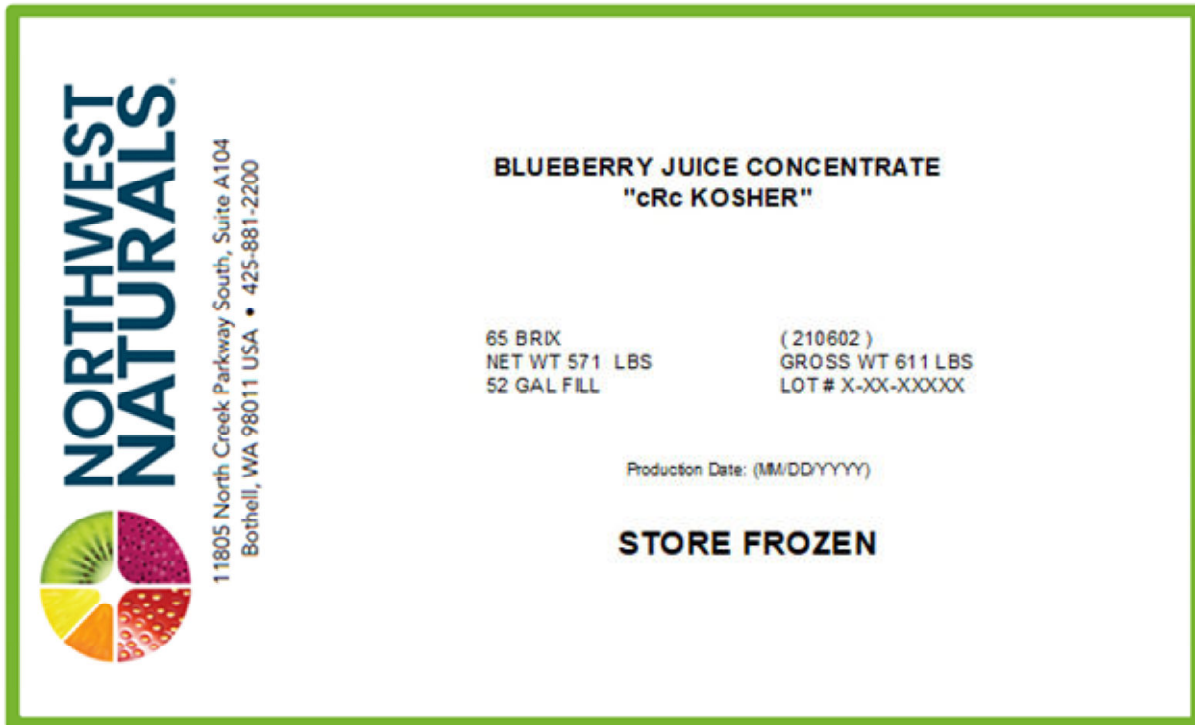 NORTHWEST
NATURALS®
11805 North Creek Parkway South, Suite A104
Bothell, WA 98011 USA • 425-881-2200
BLUEBERRY JUICE CONCENTRATE
"cRc KOSHER"
65 BRIX ( 210602 )
NET WT 571 LBS GROSS WT 611 LBS
52 GAL FILL LOT # X-XX-XXXXX
Production Date: (MM/DD/YYYY)
STORE FROZEN